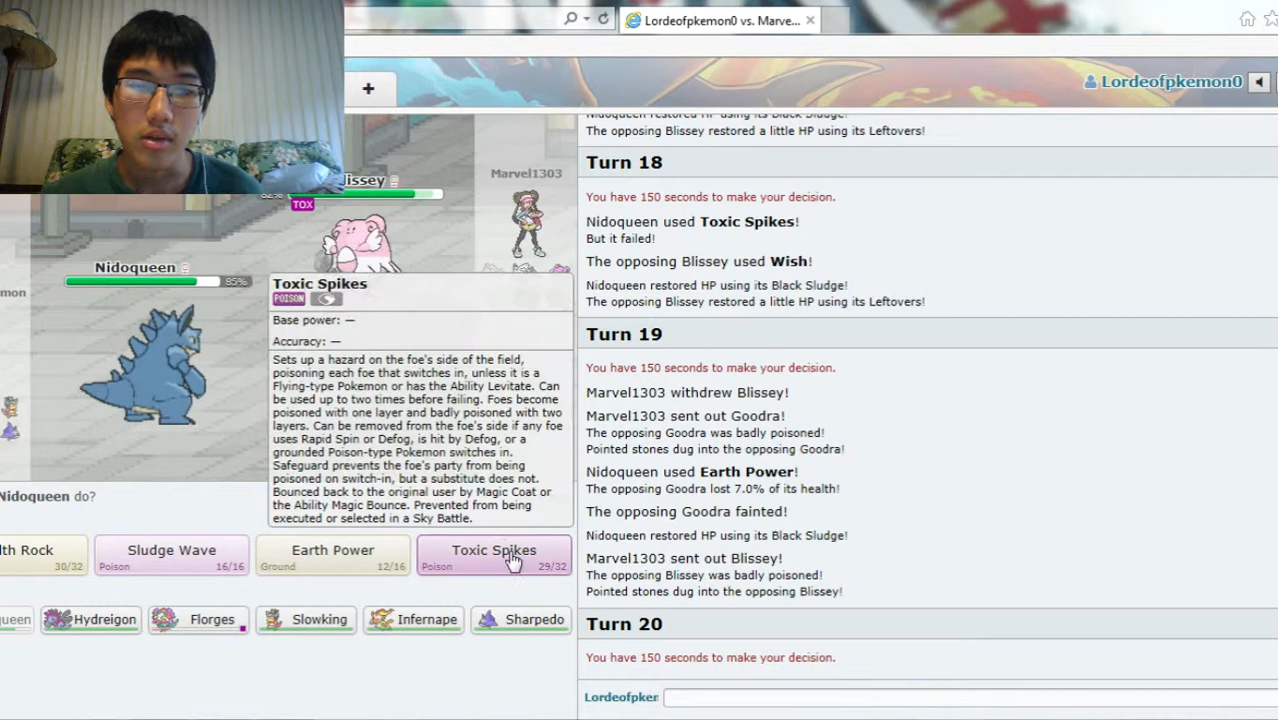 Lordeofpkemon0 vs. Marve...
Lordeofpkemon0
+
The opposing Blissey restored a little HP using its Leftovers!
Turn 18
You have 150 seconds to make your decision.
Nidoqueen used Toxic Spikes!
But it failed!
The opposing Blissey used Wish!
Nidoqueen restored HP using its Black Sludge!
The opposing Blissey restored a little HP using its Leftovers!
Turn 19
You have 150 seconds to make your decision.
Marvel1303 withdrew Blissey!
Marvel1303 sent out Goodra!
The opposing Goodra was badly poisoned!
Pointed stones dug into the opposing Goodra!
Nidoqueen used Earth Power!
The opposing Goodra lost 7.0% of its health!
The opposing Goodra fainted!
Nidoqueen restored HP using its Black Sludge!
Marvel1303 sent out Blissey!
The opposing Blissey was badly poisoned!
Pointed stones dug into the opposing Blissey!
Turn 20
You have 150 seconds to make your decision.
Lordeofpken
lissey
Marvel1303
TOX
Nidoqueen
85%
mon
Toxic Spikes
POISON
Base power: —
Accuracy: —
Sets up a hazard on the foe's side of the field,
poisoning each foe that switches in, unless it is a
Flying-type Pokemon or has the Ability Levitate. Can
be used up to two times before failing. Foes become
poisoned with one layer and badly poisoned with two
layers. Can be removed from the foe's side if any foe
uses Rapid Spin or Defog, is hit by Defog, or a
grounded Poison-type Pokemon switches in.
Safeguard prevents the foe's party from being
poisoned on switch-in, but a substitute does not.
Bounced back to the original user by Magic Coat or
the Ability Magic Bounce. Prevented from being
executed or selected in a Sky Battle.
Nidoqueen do?
lth Rock
30/32
Sludge Wave
Poison 16/16
Earth Power
Ground 12/16
Toxic Spikes
Poison 29/32
ueen
Hydreigon
Florges
Slowking
Infernape
Sharpedo